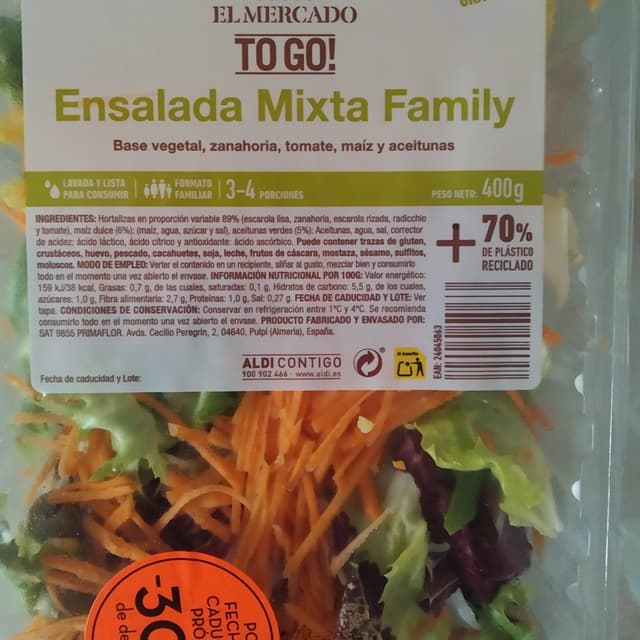 EL MERCADO
TO GO!
Ensalada Mixta Family
Base vegetal, zanahoria, tomate, maíz y aceitunas
LAVADA Y LISTA
PARA CONSUMIR
FORMATO
FAMILIAR
3-4 PORCIONES
PESO NETO: 400g
INGREDIENTES: Hortalizas en proporción variable 89% (escarola lisa, zanahoria, escarola rizada, radicchio
y tomate), maíz dulce (6%): (maíz, agua, azúcar y sal), aceitunas verdes (5%): Aceitunas, agua, sal, corrector
de acidez: ácido láctico, ácido cítrico y antioxidante: ácido ascórbico. Puede contener trazas de gluten,
crustáceos, huevo, pescado, cacahuetes, soja, leche, frutos de cáscara, mostaza, sésamo, sulfitos,
moluscos. MODO DE EMPLEO: Verter el contenido en un recipiente, aliñar al gusto, mezclar bien y consumirlo
todo en el momento una vez abierto el envase. INFORMACIÓN NUTRICIONAL POR 100G: Valor energético:
159 kJ/38 kcal, Grasas: 0,7 g, de las cuales, saturadas: 0,1 g, Hidratos de carbono: 5,5 g, de los cuales,
azúcares: 1,0 g, Fibra alimentaria: 2,7 g, Proteínas: 1,0 g, Sal: 0,27 g. FECHA DE CADUCIDAD Y LOTE: Ver
tapa. CONDICIONES DE CONSERVACIÓN: Conservar en refrigeración entre 1°C y 4°C. Se recomienda
consumirlo todo en el momento una vez abierto el envase. PRODUCTO FABRICADO Y ENVASADO POR:
SAT 9855 PRIMAFLOR. Avda. Cecilio Peregrín, 2, 04640, Pulpí (Almería), España.
+ 70%
DE PLÁSTICO
RECICLADO
EAN: 24045063
ALDI CONTIGO
900 902 466 - www.aldi.es
Al Amarillo
Fecha de caducidad y Lote:
-30
de de
PO
FECH
CADU
PRÓ